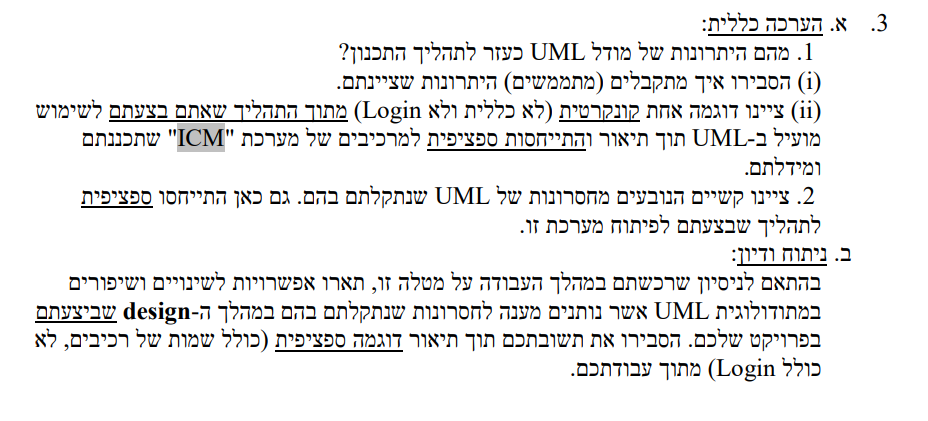 3. א. הערכה כללית:
1. מהם היתרונות של מודל UML כעזר לתהליך התכנון?
(i) הסבירו איך מתקבלים (מתממשים) היתרונות שציינתם.
(ii) ציינו דוגמה אחת קונקרטית (לא כללית ולא Login) מתוך התהליך שאתם בצעתם לשימוש
מועיל ב-UML תוך תיאור והתייחסות ספציפית למרכיבים של מערכת "ICM" שתכננתם
ומידלתם.
2. ציינו קשיים הנובעים מחסרונות של UML שנתקלתם בהם. גם כאן התייחסו ספציפית
לתהליך שבצעתם לפיתוח מערכת זו.
ב. ניתוח ודיון:
בהתאם לניסיון שרכשתם במהלך העבודה על מטלה זו, תארו אפשרויות לשינויים ושיפורים
במתודולוגית UML אשר נותנים מענה לחסרונות שנתקלתם בהם במהלך ה-design שביצעתם
בפרויקט שלכם. הסבירו את תשובתכם תוך תיאור דוגמה ספציפית (כולל שמות של רכיבים, לא
כולל Login) מתוך עבודתכם.